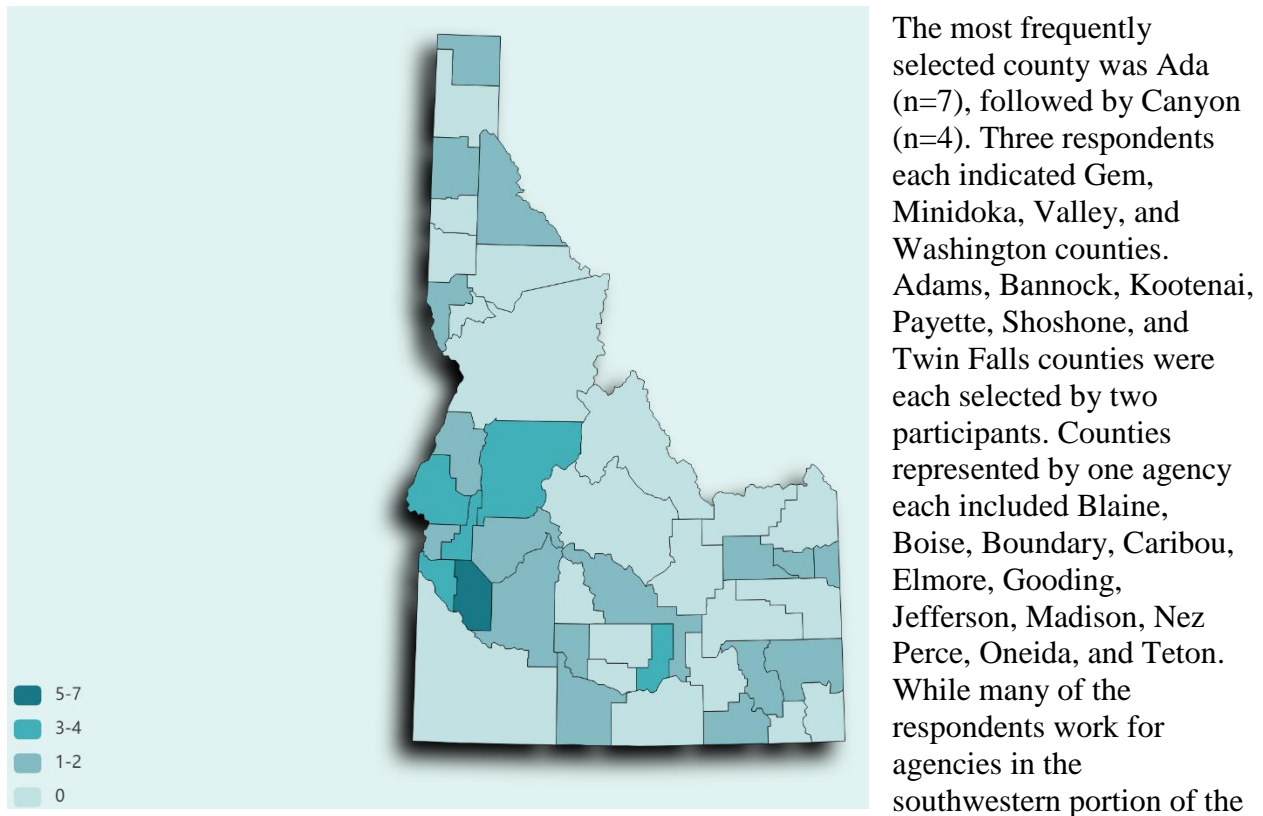 The most frequently
selected county was Ada
(n=7), followed by Canyon
(n=4). Three respondents
each indicated Gem,
Minidoka, Valley, and
Washington counties.
Adams, Bannock, Kootenai,
Payette, Shoshone, and
Twin Falls counties were
each selected by two
participants. Counties
represented by one agency
each included Blaine,
Boise, Boundary, Caribou,
Elmore, Gooding,
Jefferson, Madison, Nez
Perce, Oneida, and Teton.
While many of the
respondents work for
agencies in the
southwestern portion of the
5-7
3-4
1-2
0